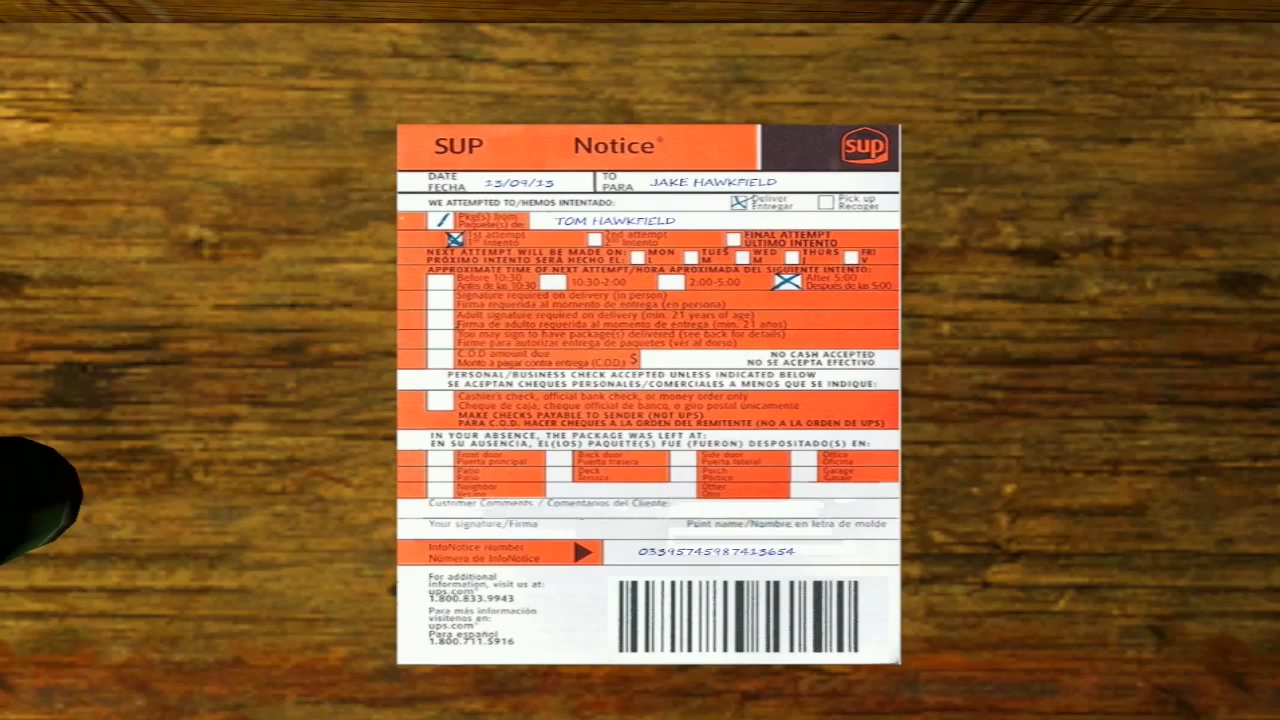 SUP Notice®
sup
DATE
FECHA 13/09/13
TO
PARA JAKE HAWKFIELD
WE ATTEMPTED TO/HEMOS INTENTADO:
Deliver
Entregar
Pick up
Recoger
Pkg(s) from
Paquete(s) de:
TOM HAWKFIELD
1st attempt
1er Intento
2nd attempt
2do Intento
FINAL ATTEMPT
ÚLTIMO INTENTO
NEXT ATTEMPT WILL BE MADE ON:
PRÓXIMO INTENTO SERÁ HECHO EL:
MON
L
TUES
M
WED
M
THURS
J
FRI
V
APPROXIMATE TIME OF NEXT ATTEMPT/HORA APROXIMADA DEL SIGUIENTE INTENTO:
Before 10:30
Antes de las 10:30
10:30-2:00
2:00-5:00
After 5:00
Después de las 5:00
Signature required on delivery (in person)
Firma requerida al momento de entrega (en persona)
Adult signature required on delivery (min. 21 years of age)
Firma de adulto requerida al momento de entrega (min. 21 años)
You may sign to have package(s) delivered (see back for details)
Firme para autorizar entrega de paquetes (ver al dorso)
C.O.D amount due
Monto a pagar contra entrega (C.O.D.) $
NO CASH ACCEPTED
NO SE ACEPTA EFECTIVO
PERSONAL/BUSINESS CHECK ACCEPTED UNLESS INDICATED BELOW
SE ACEPTAN CHEQUES PERSONALES/COMERCIALES A MENOS QUE SE INDIQUE:
Cashier's check, official bank check, or money order only
Cheque de caja, cheque official de banco, o giro postal únicamente
MAKE CHECKS PAYABLE TO SENDER (NOT UPS)
PARA C.O.D. HACER CHEQUES A LA ORDEN DEL REMITENTE (NO A LA ORDEN DE UPS)
IN YOUR ABSENCE, THE PACKAGE WAS LEFT AT:
EN SU AUSENCIA, EL(LOS) PAQUETE(S) FUE (FUERON) DESPOSITADO(S) EN:
Front door
Puerta principal
Back door
Puerta trasera
Side door
Puerta lateral
Office
Oficina
Patio
Patio
Deck
Terraza
Porch
Pórtico
Garage
Garaje
Neighbor
Vecino
Other
Otro
Customer Comments / Comentarios del Cliente:
Your signature/Firma
Print name/Nombre en letra de molde
InfoNotice Number
Número de InfoNotice
03395745987413654
For additional
information, visit us at:
ups.com®
1.800.833.9943
Para más información
visítenos en:
ups.com®
Para español
1.800.711.5916